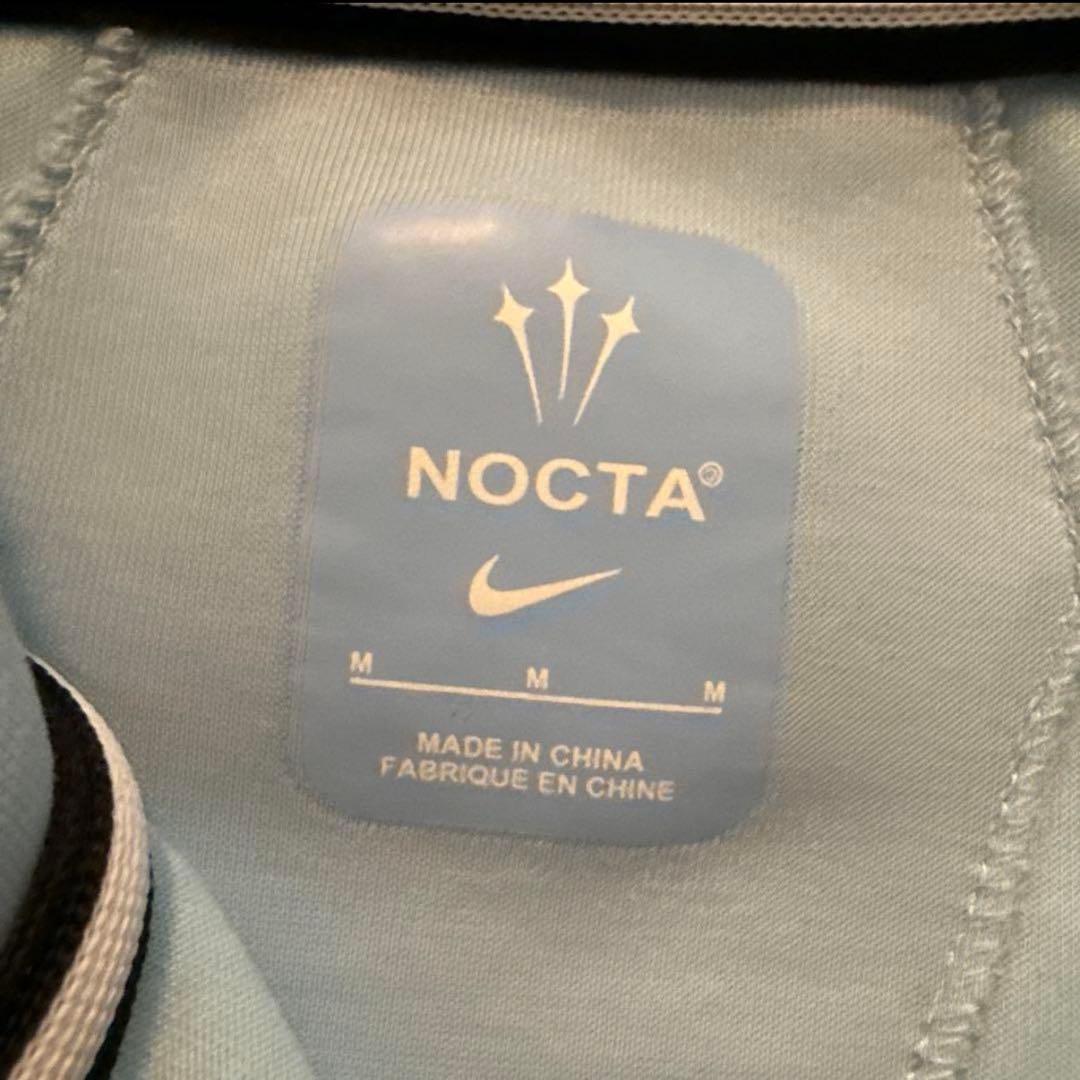 NOCTA®
M M M
MADE IN CHINA
FABRIQUE EN CHINE